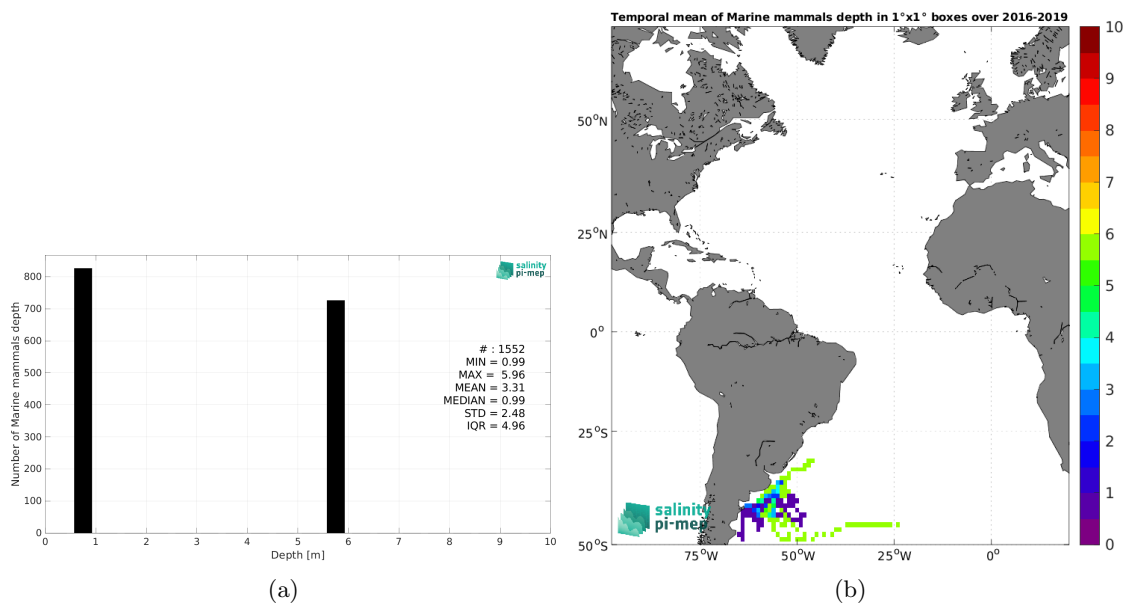 800
700
600
500
400
300
200
100
0
Number of Marine mammals depth
0 1 2 3 4 5 6 7 8 9 10
Depth [m]
salinity
pi-mep
# : 1552
MIN = 0.99
MAX = 5.96
MEAN = 3.31
MEDIAN = 0.99
STD = 2.48
IQR = 4.96
(a)
Temporal mean of Marine mammals depth in 1°x1° boxes over 2016-2019
50°N
25°N
0°
25°S
50°S
75°W 50°W 25°W 0°
salinity
pi-mep
10
9
8
7
6
5
4
3
2
1
0
(b)